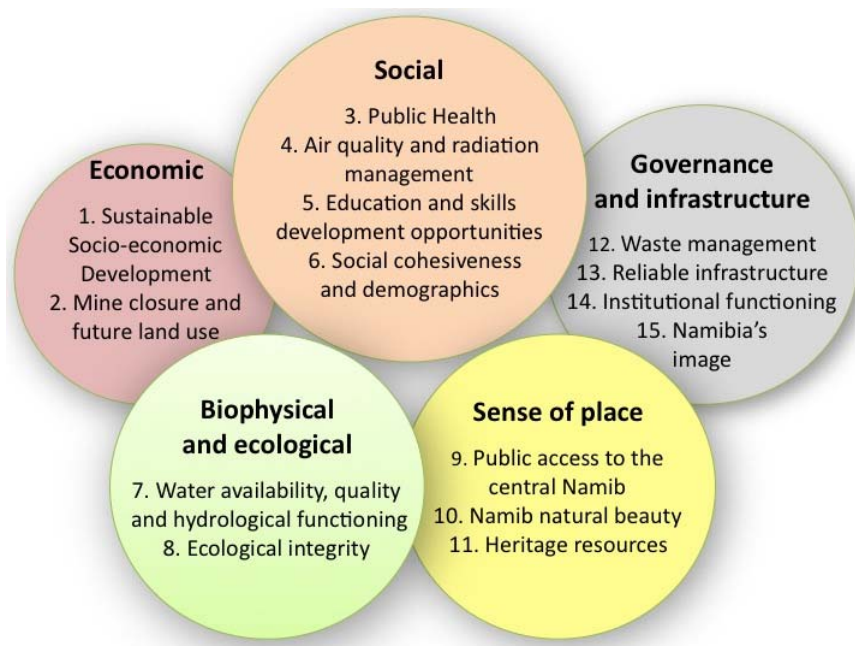 Social
3. Public Health
4. Air quality and radiation
management
5. Education and skills
development opportunities
6. Social cohesiveness
and demographics
Economic
1. Sustainable
Socio-economic
Development
2. Mine closure and
future land use
Governance
and infrastructure
12. Waste management
13. Reliable infrastructure
14. Institutional functioning
15. Namibia's
image
Biophysical
and ecological
7. Water availability, quality
and hydrological functioning
8. Ecological integrity
Sense of place
9. Public access to the
central Namib
10. Namib natural beauty
11. Heritage resources